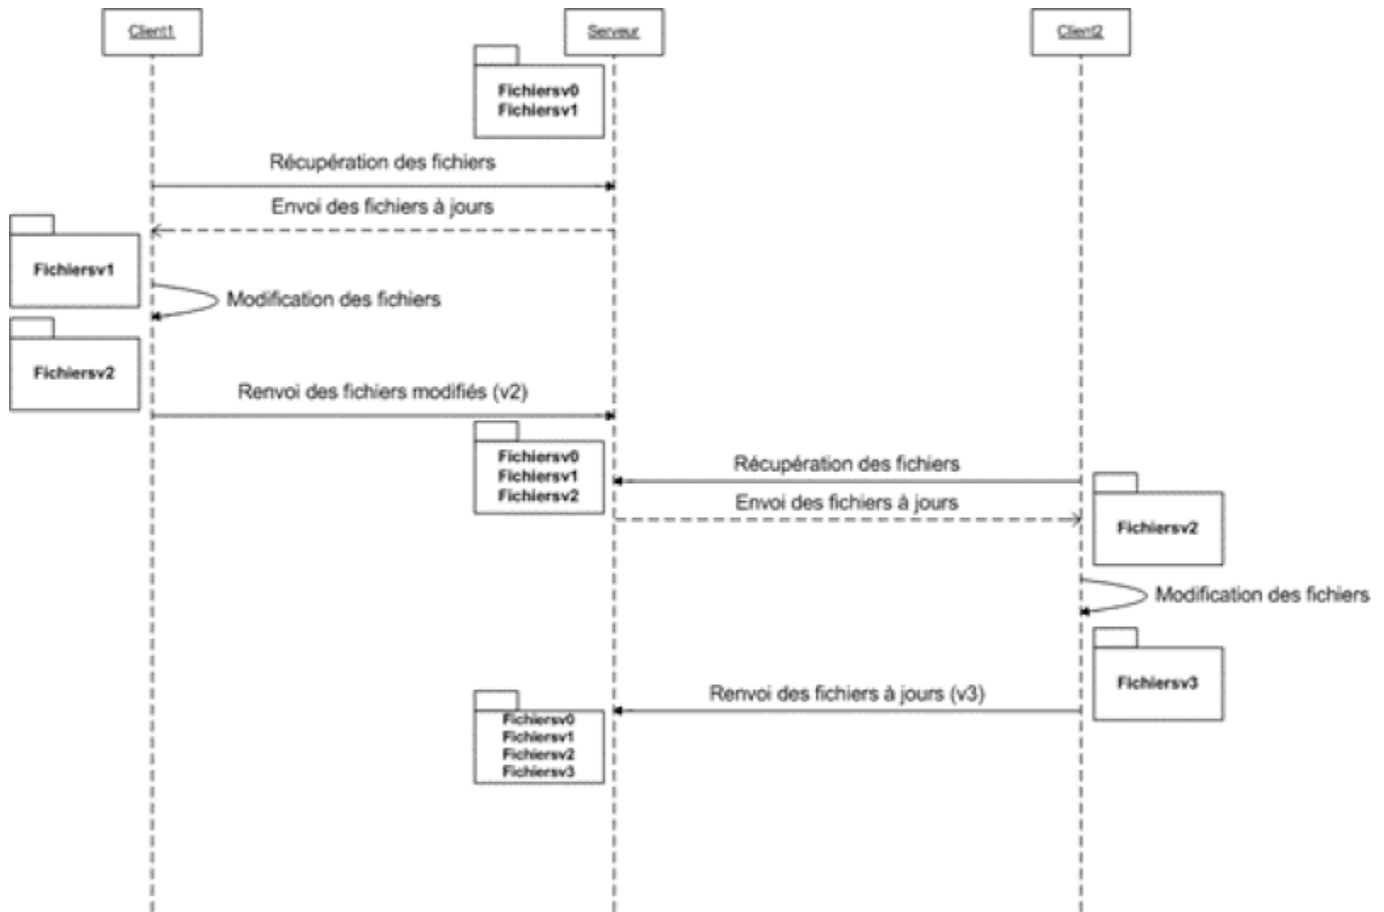 Client1
Serveur
Client2
Fichiersv0
Fichiersv1
Récupération des fichiers
Envoi des fichiers à jours
Fichiersv1
Modification des fichiers
Fichiersv2
Renvoi des fichiers modifiés (v2)
Fichiersv0
Fichiersv1
Fichiersv2
Récupération des fichiers
Envoi des fichiers à jours
Fichiersv2
Modification des fichiers
Fichiersv3
Renvoi des fichiers à jours (v3)
Fichiersv0
Fichiersv1
Fichiersv2
Fichiersv3